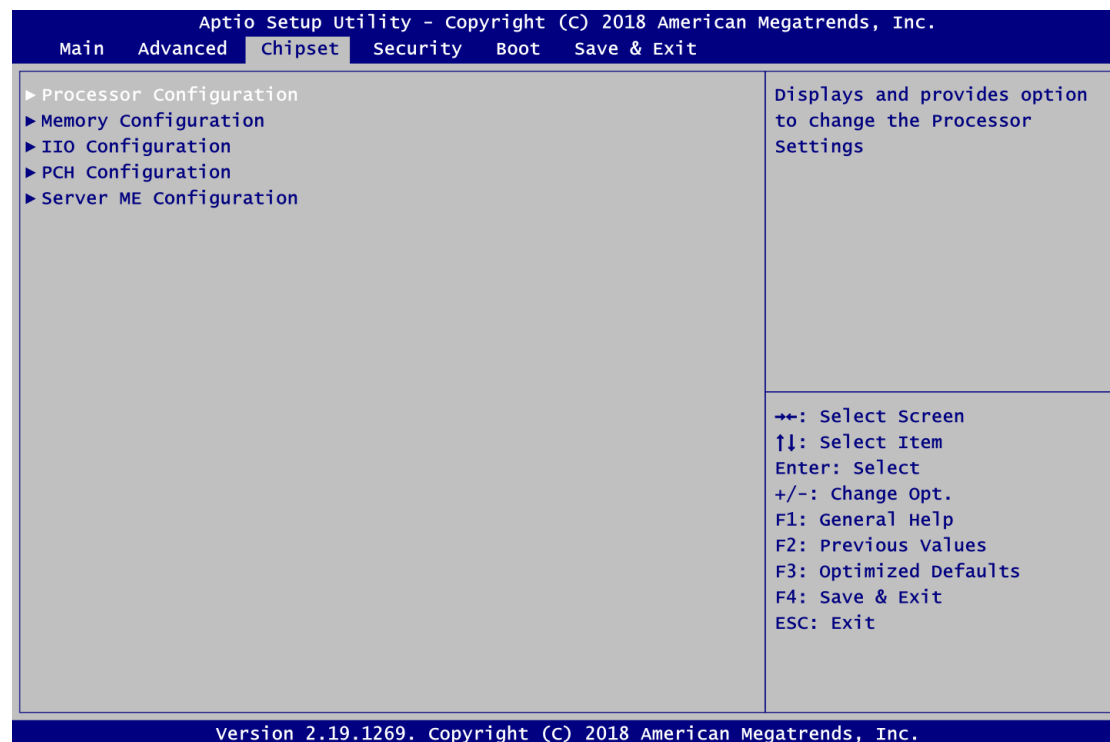 Aptio Setup Utility - Copyright (C) 2018 American Megatrends, Inc.
Main Advanced Chipset Security Boot Save & Exit
▶ Processor Configuration
▶ Memory Configuration
▶ IIO Configuration
▶ PCH Configuration
▶ Server ME Configuration
Displays and provides option
to change the Processor
Settings
→←: Select Screen
↑↓: Select Item
Enter: Select
+/-: Change Opt.
F1: General Help
F2: Previous Values
F3: Optimized Defaults
F4: Save & Exit
ESC: Exit
Version 2.19.1269. Copyright (C) 2018 American Megatrends, Inc.